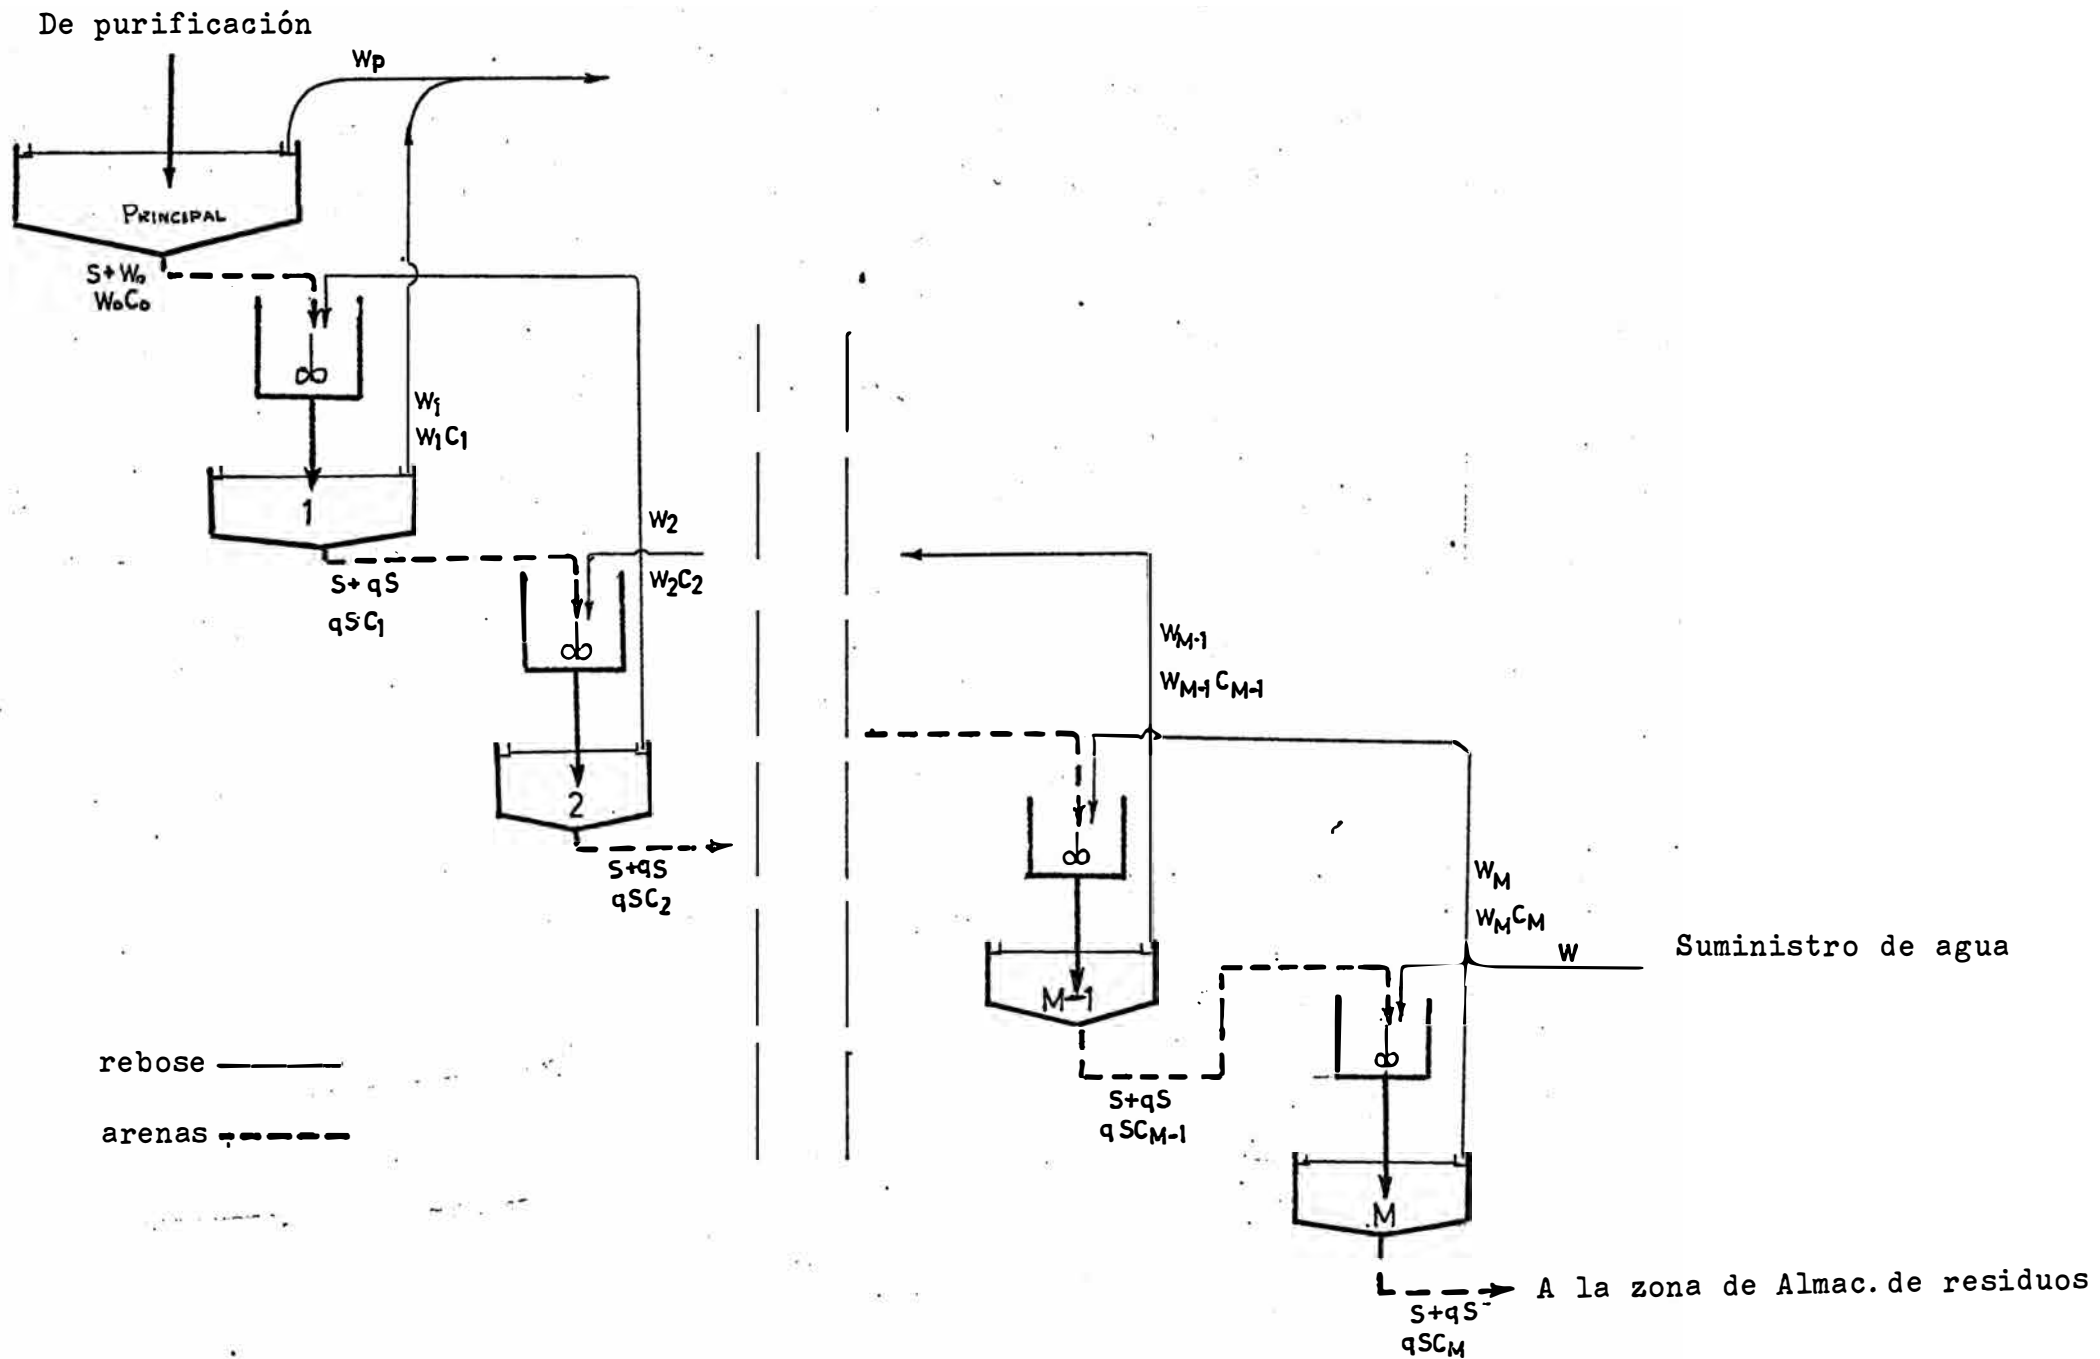 De purificación
Wp
PRINCIPAL
S+W₀
W₀C₀
W₁
W₁C₁
1
S+qS
qSC₁
W₂
W₂C₂
2
S+qS
qSC₂
W_M-1
W_M-1 C_M-1
M-1
S+qS
qSC_M-1
W_M
W_M C_M
W
Suministro de agua
M
S+qS
qSC_M
A la zona de Almac. de residuos
rebose
arenas